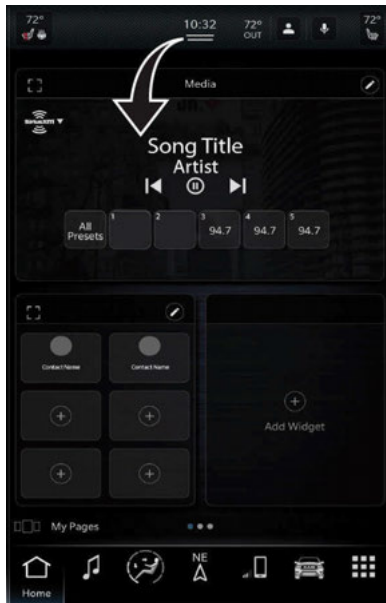 72°
10:32
72°
OUT
72°
Media
SiriusXM
Song Title
Artist
All
Presets
1
2
3
94.7
4
94.7
5
94.7
Contact Name
Contact Name
Add Widget
My Pages
NE
Home